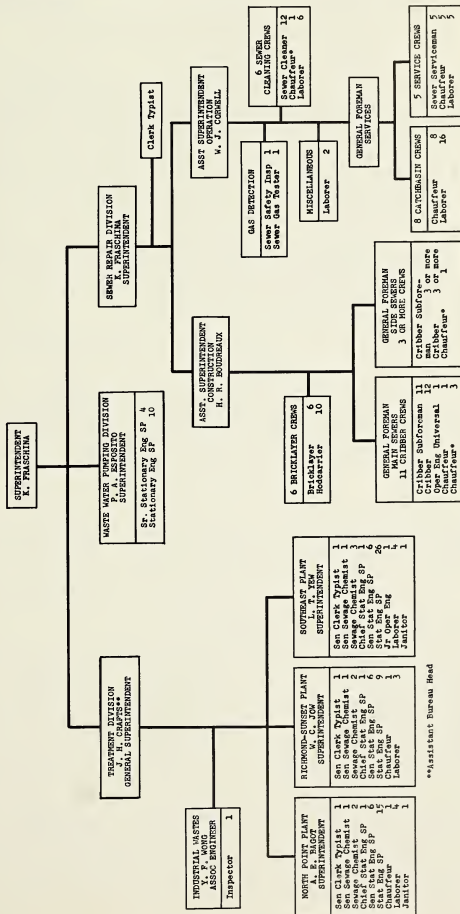 SUPERINTENDENT
K. FRASCHINA
TREATMENT DIVISION
J. H. CRAFTS**
GENERAL SUPERINTENDENT
WASTE WATER PUMPING DIVISION
P. A. ESPOSITO
SUPERINTENDENT
Sr. Stationary Eng SP 4
Stationary Eng SP 10
SEWER REPAIR DIVISION
K. FRASCHINA
SUPERINTENDENT
Clerk Typist
INDUSTRIAL WASTES
Y. F. WONG
ASSOC ENGINEER
Inspector 1
NORTH POINT PLANT
A. E. BAGOT
SUPERINTENDENT
Sen Clerk Typist 1
Sen Sewage Chemist 1
Sewage Chemist 2
Chief Stat Eng SP 1
Sen Stat Eng SP 6
Stat Eng SP 15
Chauffeur 1
Laborer 4
Janitor 1
RICHMOND-SUNSET PLANT
W. C. JOW
SUPERINTENDENT
Sen Clerk Typist 1
Sen Sewage Chemist 1
Sewage Chemist 2
Chief Stat Eng SP 1
Sen Stat Eng SP 6
Stat Eng SP 9
Chauffeur 1
Laborer 3
SOUTHEAST PLANT
L. T. YEW
SUPERINTENDENT
Sen Clerk Typist 1
Sen Sewage Chemist 1
Sewage Chemist 3
Chief Stat Eng SP 1
Sen Stat Eng SP 6
Stat Eng SP 26
Jr Oper Eng 1
Laborer 4
Janitor 1
**Assistant Bureau Head
ASST. SUPERINTENDENT
CONSTRUCTION
H. R. BOUDREAUX
6 BRICKLAYER CREWS
Bricklayer 6
Hodcarrier 10
GENERAL FOREMAN
MAIN SEWERS
11 CRIBBER CREWS
Cribber Subforeman 11
Cribber 12
Oper Eng Universal 1
Chauffeur 1
Chauffeur* 3
GENERAL FOREMAN
SIDE SEWERS
3 OR MORE CREWS
Cribber Subfore-
man 3 or more
Cribber 3 or more
Chauffeur* 1
ASST SUPERINTENDENT
OPERATION
W. J. CORWELL
GAS DETECTION
Sewer Safety Insp 1
Sewer Gas Tester 1
6 SEWER
CLEANING CREWS
Sewer Cleaner 12
Chauffeur* 1
Laborer 6
MISCELLANEOUS
Laborer 2
GENERAL FOREMAN
SERVICES
8 CATCHBASIN CREWS
Chauffeur 8
Laborer 16
5 SERVICE CREWS
Sewer Serviceman 5
Chauffeur 5
Laborer 5